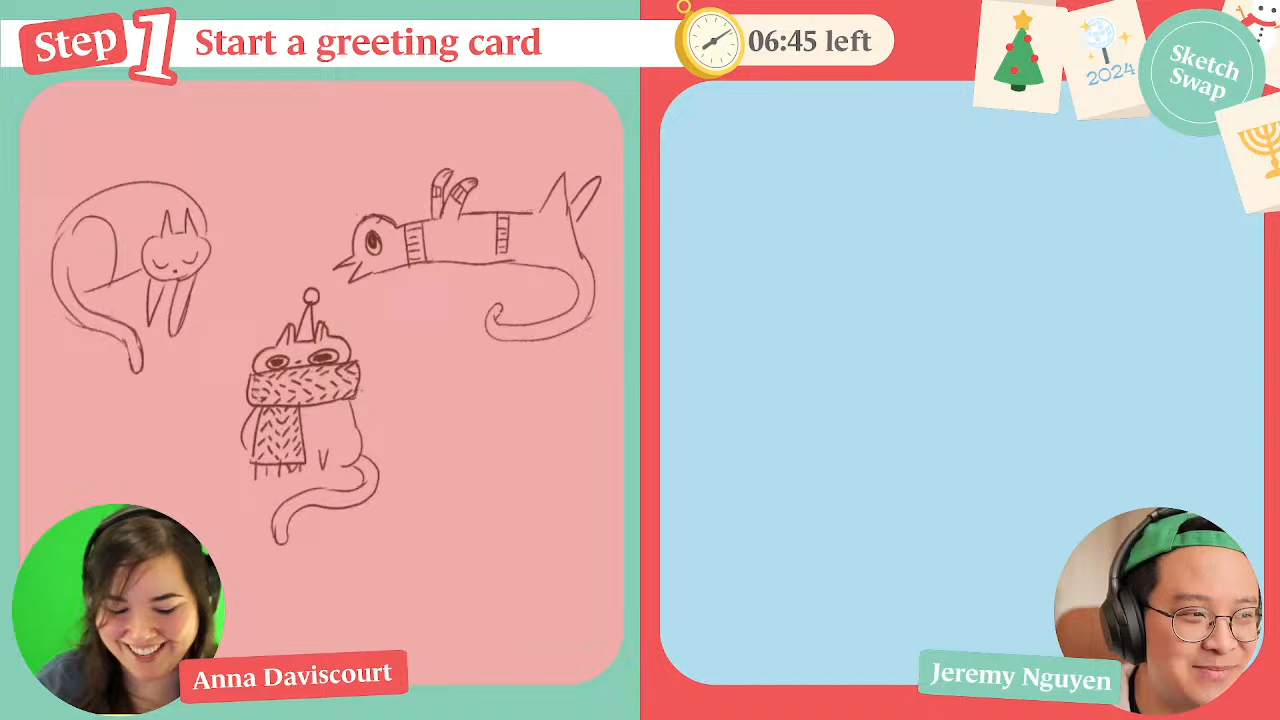 Step 1
Start a greeting card
06:45 left
2024
Sketch
Swap
Anna Daviscourt
Jeremy Nguyen